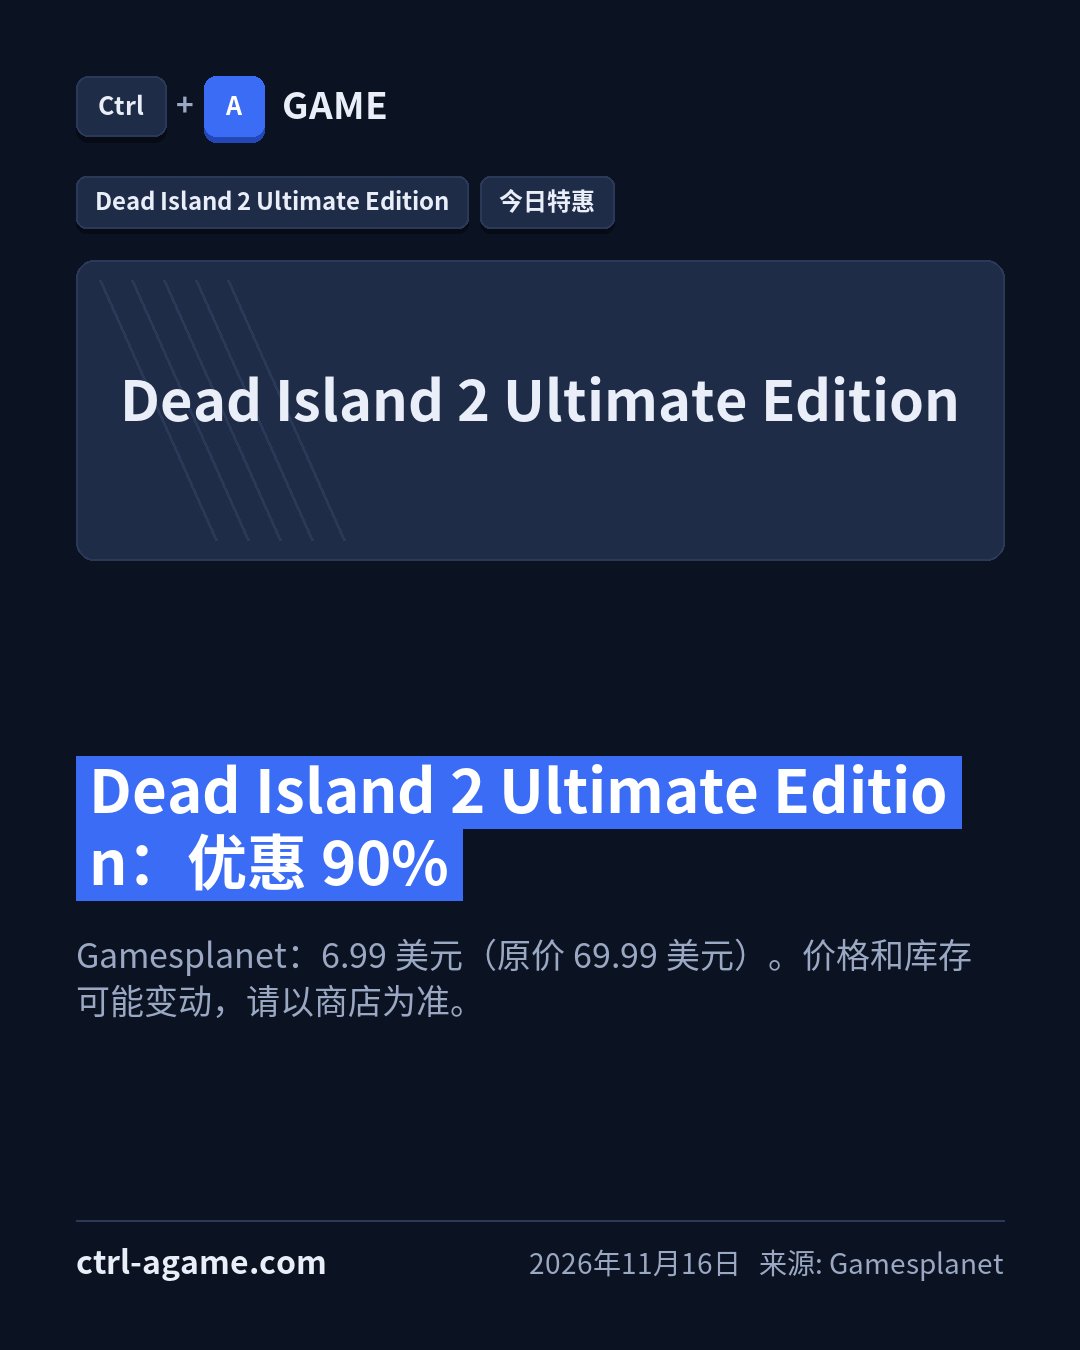 Ctrl + A GAME
Dead Island 2 Ultimate Edition 今日特惠
Dead Island 2 Ultimate Edition
Dead Island 2 Ultimate Editio
n：优惠 90%
Gamesplanet：6.99 美元（原价 69.99 美元）。价格和库存
可能变动，请以商店为准。
ctrl-agame.com 2026年11月16日 来源: Gamesplanet